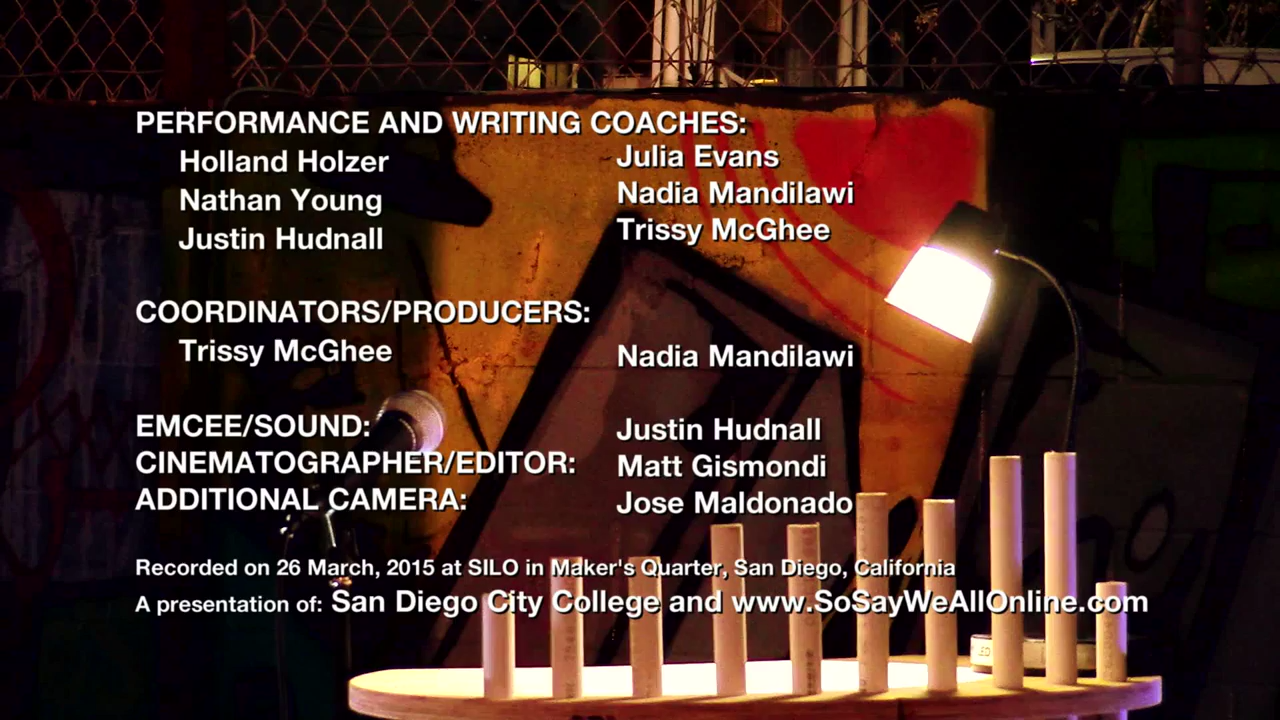 PERFORMANCE AND WRITING COACHES:
Holland Holzer Julia Evans
Nathan Young Nadia Mandilawi
Justin Hudnall Trissy McGhee
COORDINATORS/PRODUCERS:
Trissy McGhee Nadia Mandilawi
EMCEE/SOUND: Justin Hudnall
CINEMATOGRAPHER/EDITOR: Matt Gismondi
ADDITIONAL CAMERA: Jose Maldonado
Recorded on 26 March, 2015 at SILO in Maker's Quarter, San Diego, California
A presentation of: San Diego City College and www.SoSayWeAllOnline.com